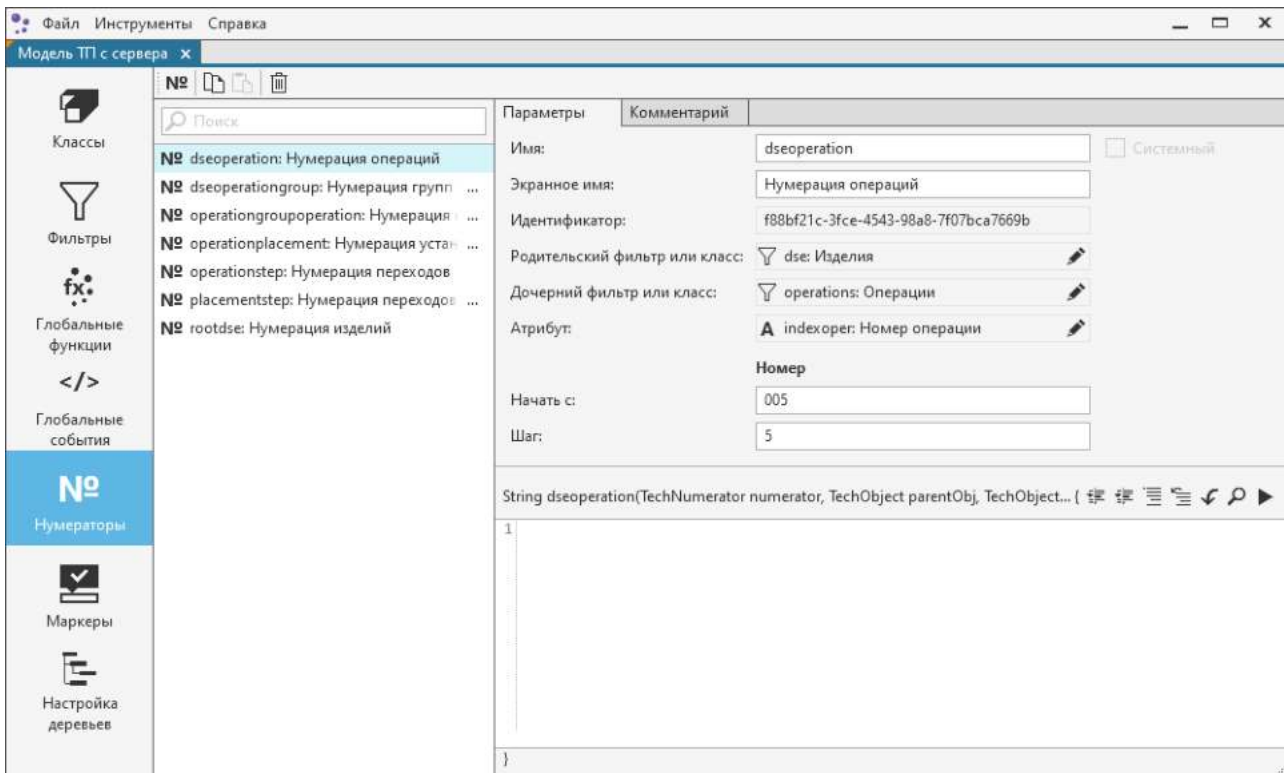 Файл Инструменты Справка
Модель ТП с сервера x
Классы
Фильтры
Глобальные
функции
</>
Глобальные
события
№
Нумераторы
Маркеры
Настройка
деревьев
№
Поиск
№ dseoperation: Нумерация операций
№ dseoperationgroup: Нумерация групп ...
№ operationgroupoperation: Нумерация ...
№ operationplacement: Нумерация устан ...
№ operationstep: Нумерация переходов
№ placementstep: Нумерация переходов ...
№ rootdse: Нумерация изделий
Параметры Комментарий
Имя: dseoperation Системный
Экранное имя: Нумерация операций
Идентификатор: f88bf21c-3fce-4543-98a8-7f07bca7669b
Родительский фильтр или класс: dse: Изделия
Дочерний фильтр или класс: operations: Операции
Атрибут: A indexoper: Номер операции
Номер
Начать с: 005
Шаг: 5
String dseoperation(TechNumerator numerator, TechObject parentObj, TechObject... {
1
}